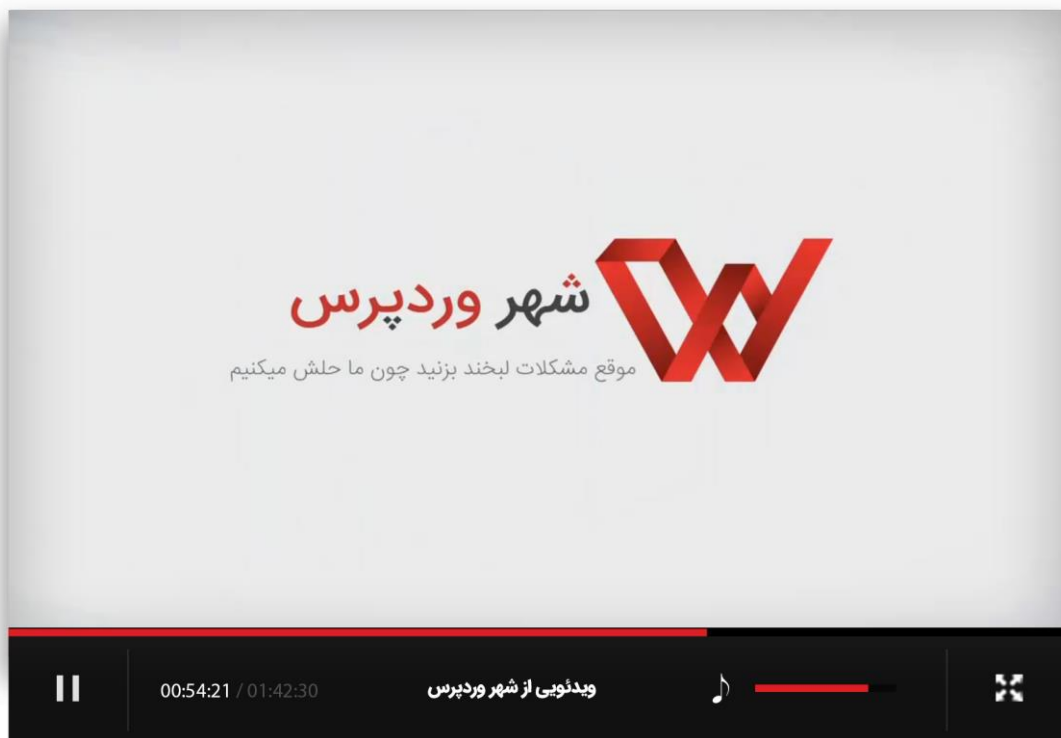 شهر وردپرس
موقع مشکلات لبخند بزنید چون ما حلش میکنیم
00:54:21 / 01:42:30
ویدئویی از شهر وردپرس